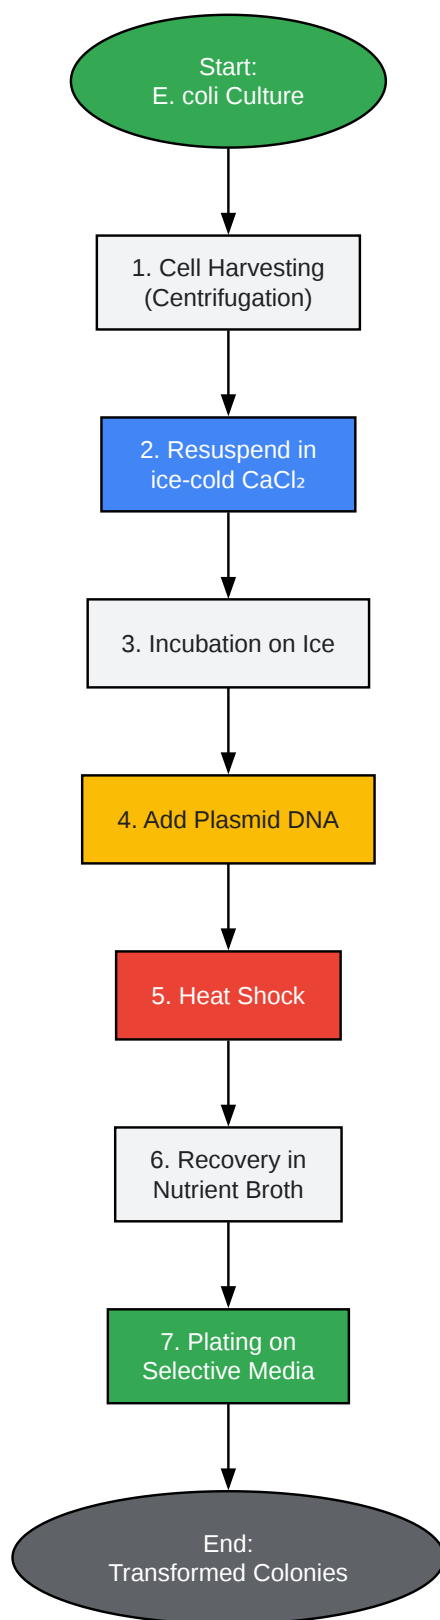 Start:
E. coli Culture
1. Cell Harvesting
(Centrifugation)
2. Resuspend in
ice-cold CaCl₂
3. Incubation on Ice
4. Add Plasmid DNA
5. Heat Shock
6. Recovery in
Nutrient Broth
7. Plating on
Selective Media
End:
Transformed Colonies